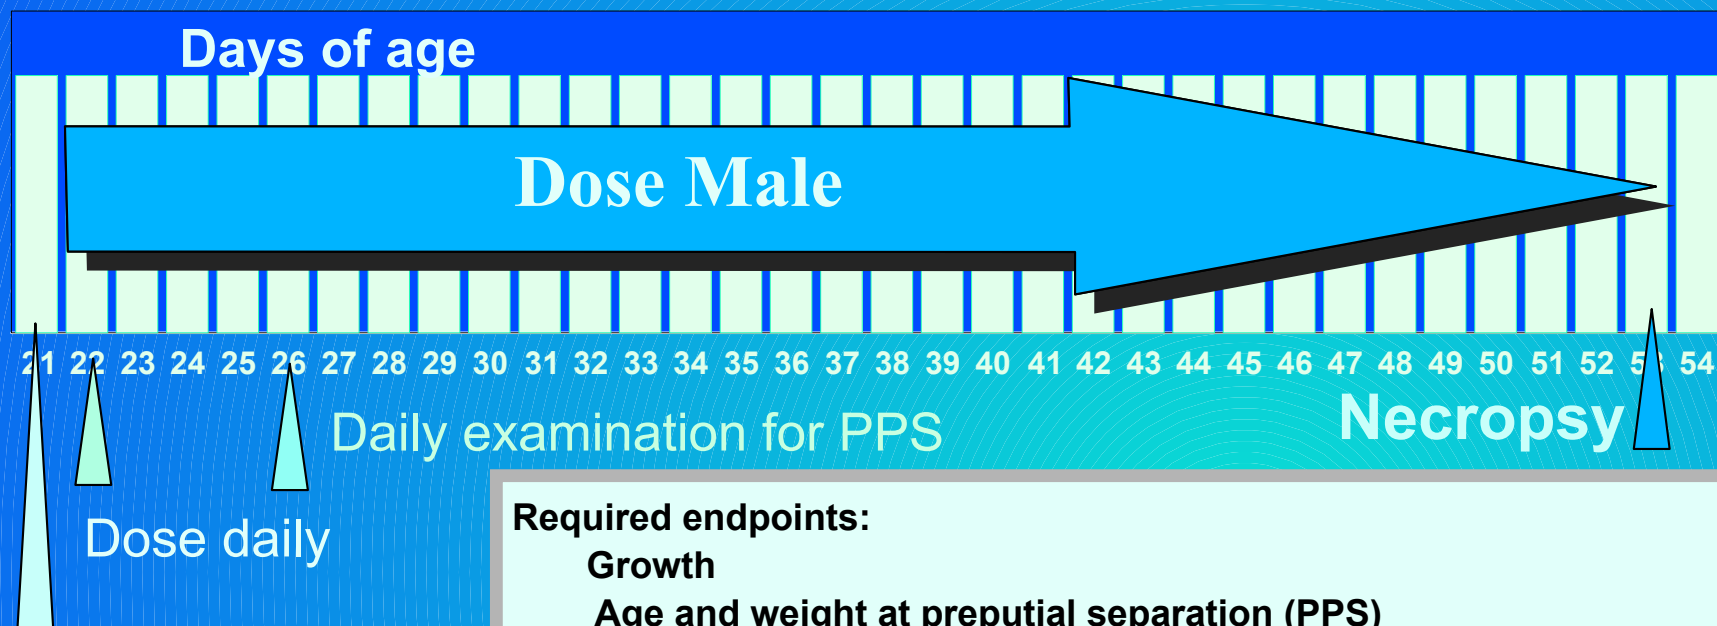 Days of age
Dose Male
21 22 23 24 25 26 27 28 29 30 31 32 33 34 35 36 37 38 39 40 41 42 43 44 45 46 47 48 49 50 51 52 53 54
Daily examination for PPS
Necropsy
Dose daily
Required endpoints:
Growth
Age and weight at preputial separation (PPS)